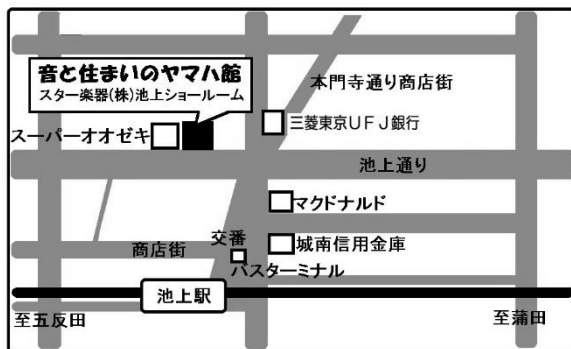 音と住まいのヤマハ館
スター楽器(株)池上ショールーム
本門寺通り商店街
三菱東京UFJ銀行
スーパーオオゼキ
池上通り
マクドナルド
交番
城南信用金庫
商店街
バスターミナル
池上駅
至五反田
至蒲田